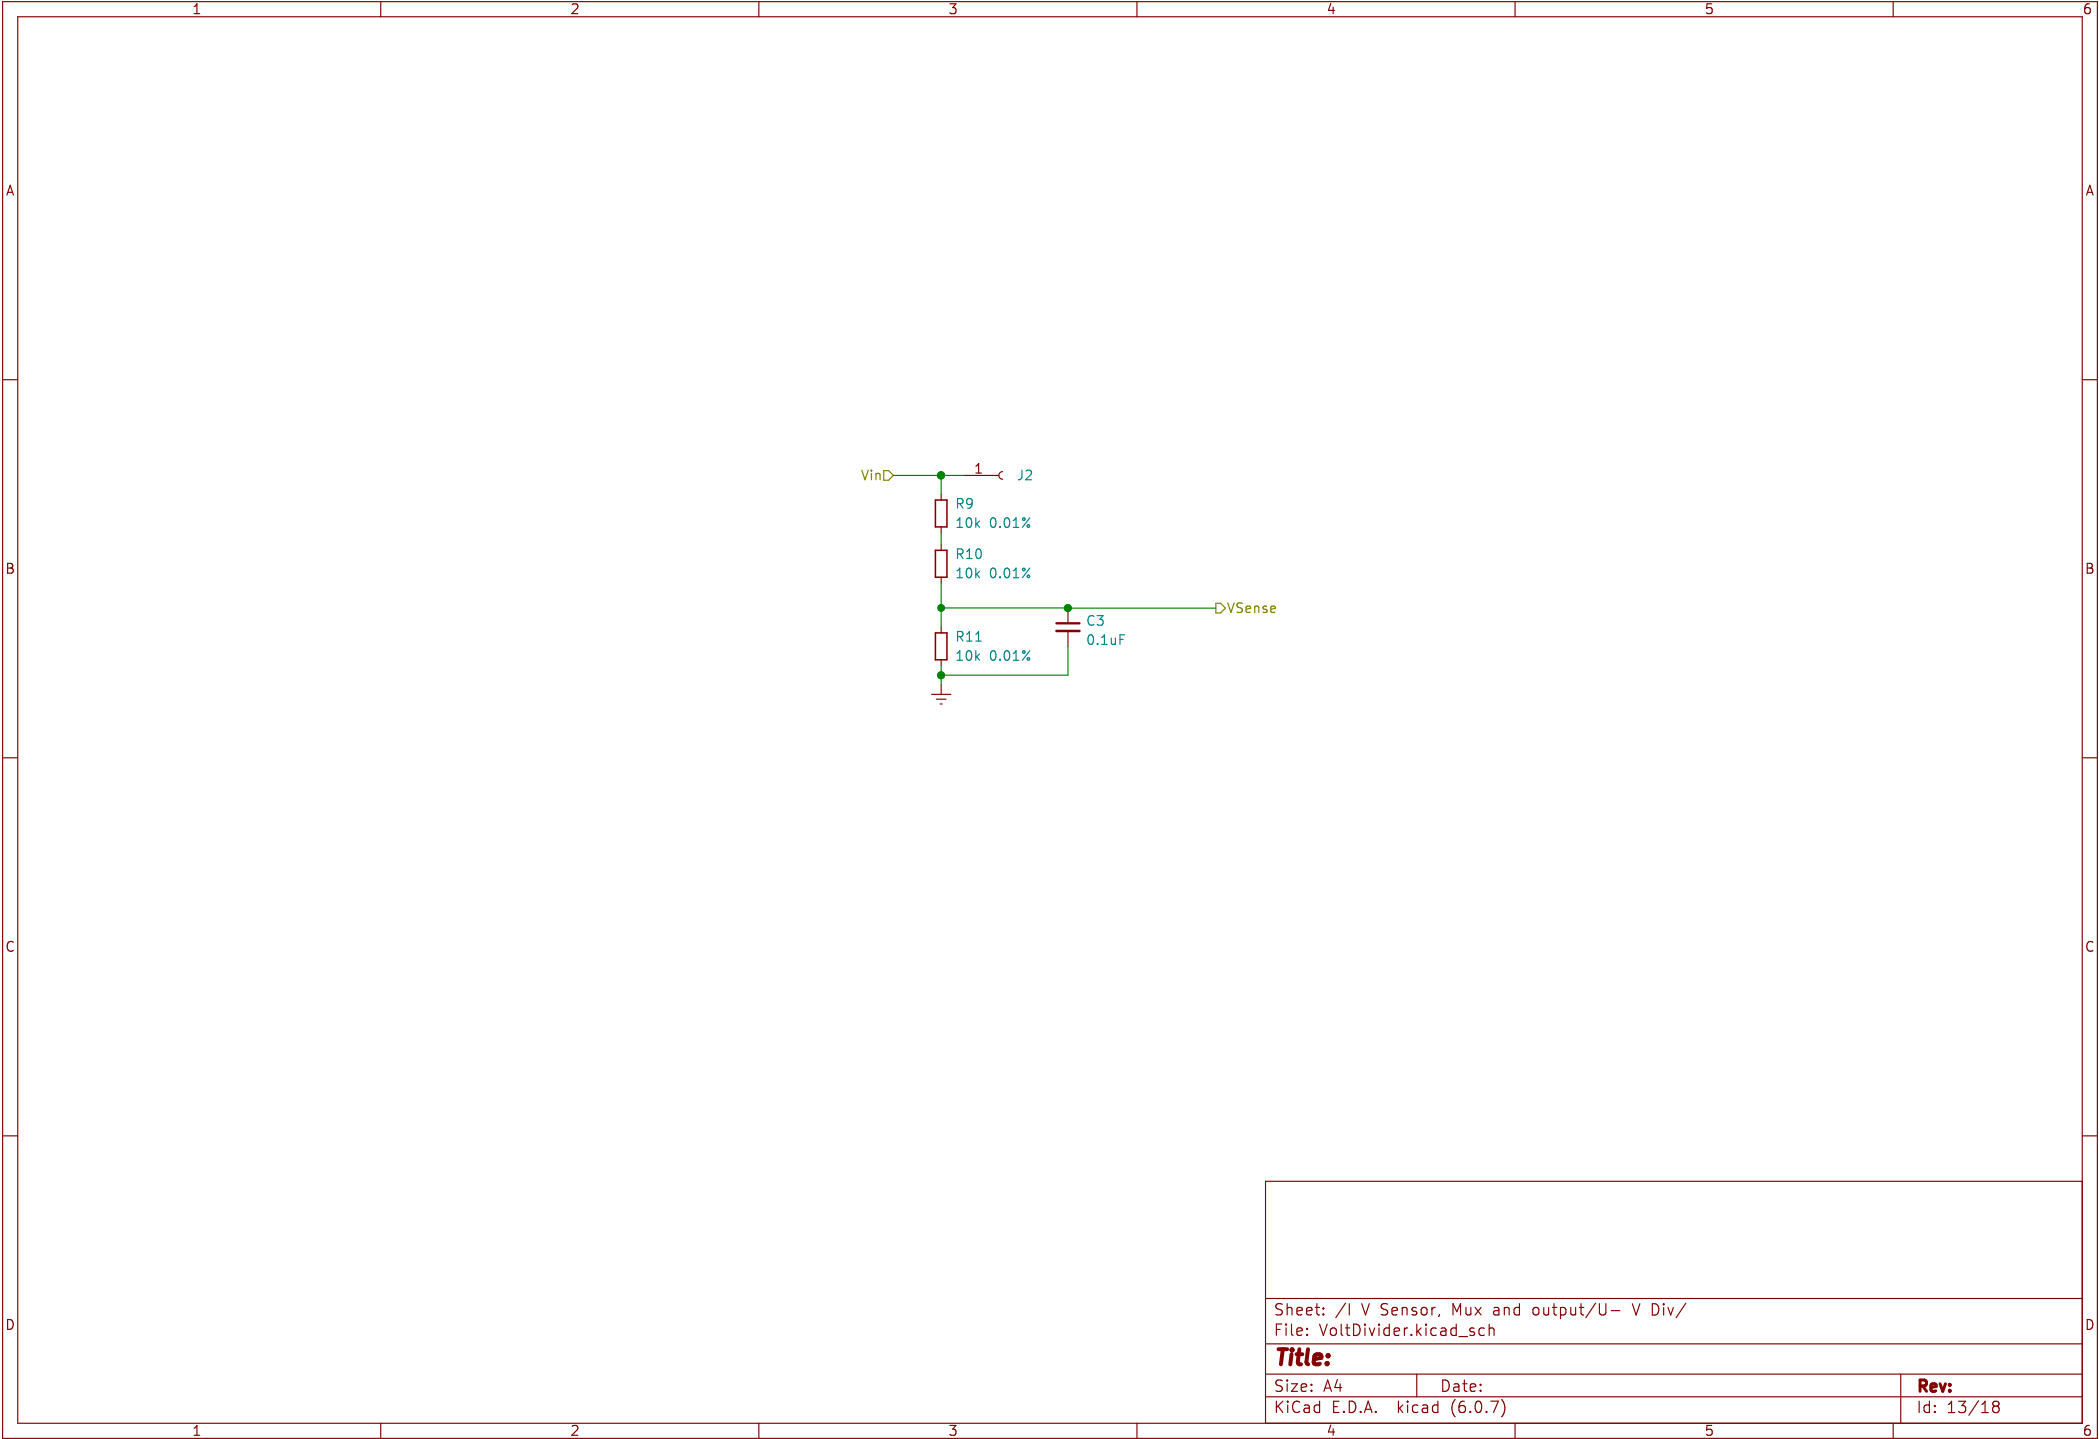 1 2 3 4 5 6
A A
Vin 1 J2
R9
10k 0.01%
R10
10k 0.01%
B B
VSense
C3
0.1uF
R11
10k 0.01%
C C
Sheet: /I V Sensor, Mux and output/U- V Div/
D D
File: VoltDivider.kicad_sch
Title:
Size: A4 Date: Rev:
KiCad E.D.A. kicad (6.0.7) Id: 13/18
1 2 3 4 5 6